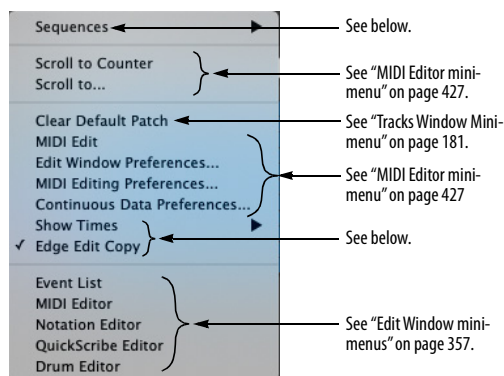 Sequences
See below.
Scroll to Counter
Scroll to...
See “MIDI Editor mini-
menu” on page 427.
Clear Default Patch
See “Tracks Window Mini-
menu” on page 181.
MIDI Edit
Edit Window Preferences...
MIDI Editing Preferences...
Continuous Data Preferences...
See “MIDI Editor mini-
menu” on page 427
Show Times
✓ Edge Edit Copy
See below.
Event List
MIDI Editor
Notation Editor
QuickScribe Editor
Drum Editor
See “Edit Window mini-
menus” on page 357.